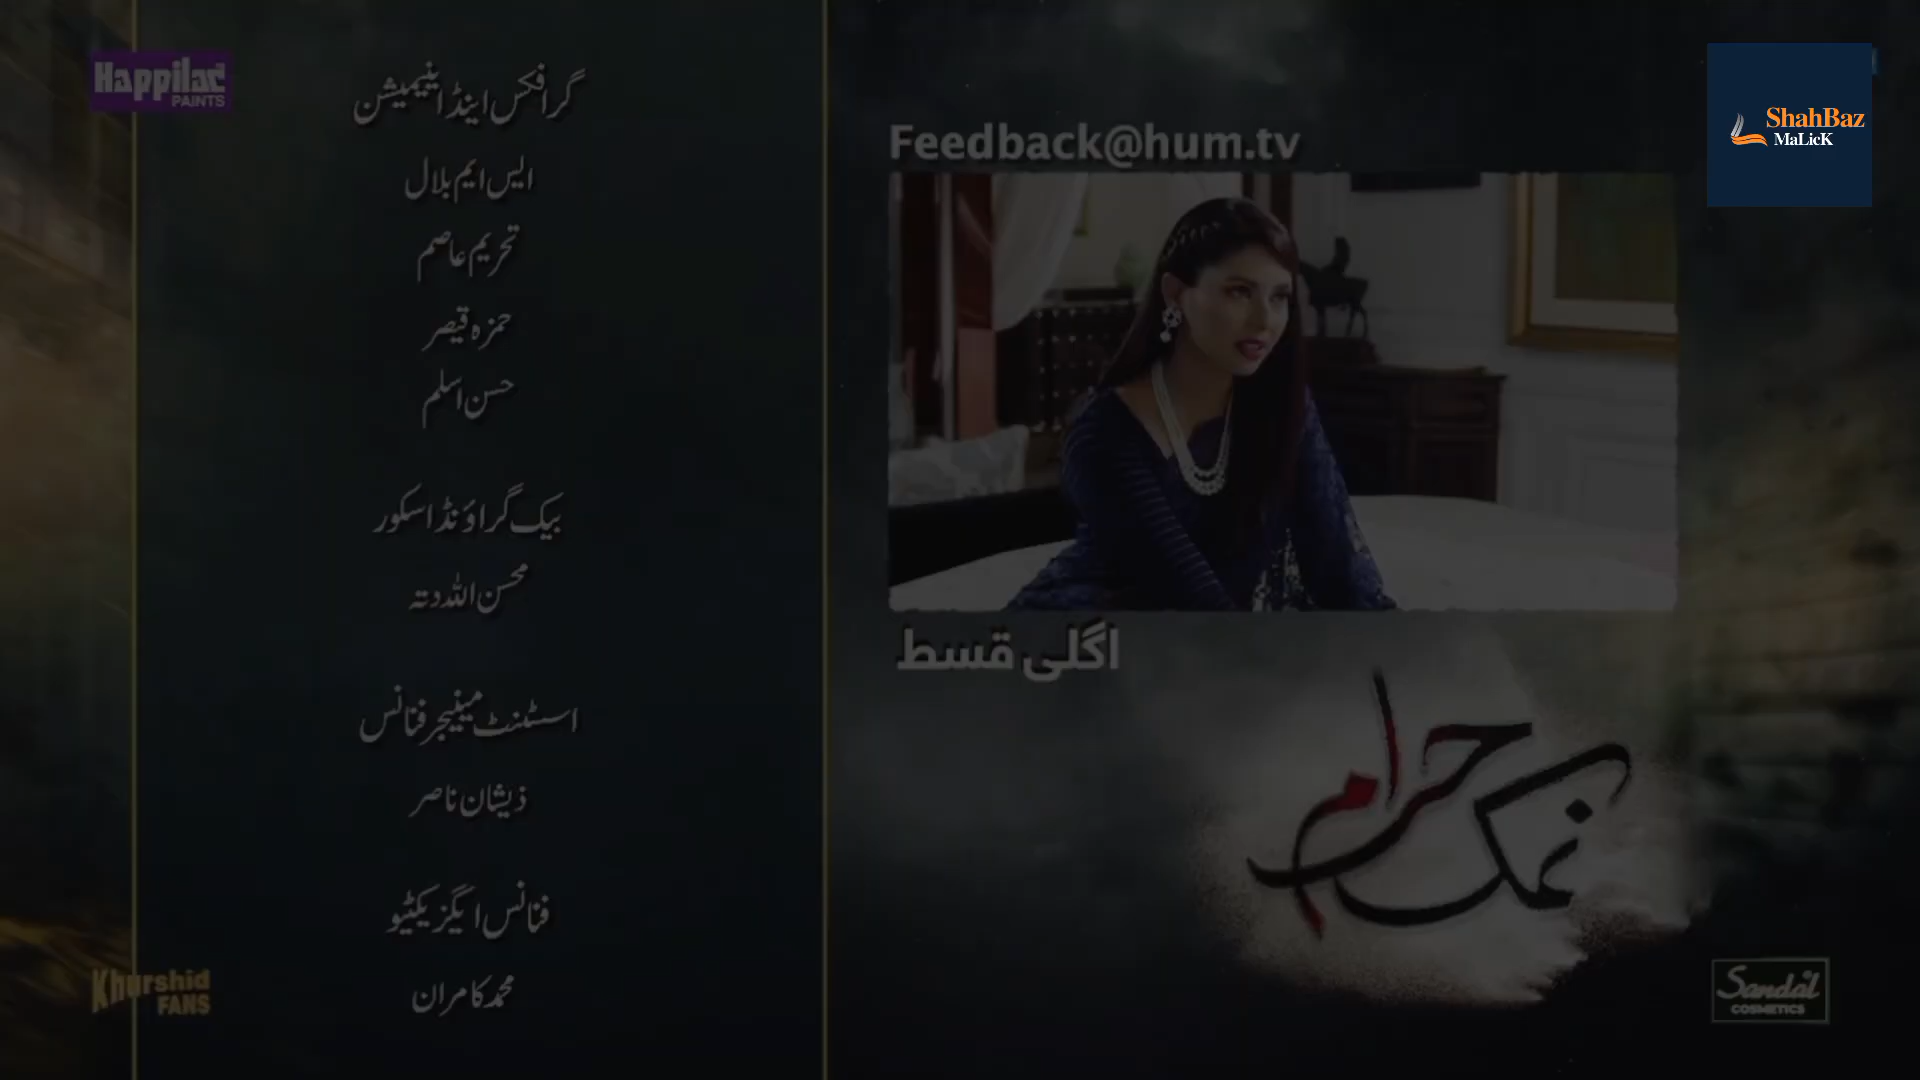 Happilac
PAINTS
گرافکس اینڈ اینیمیشن
ایس ایم بلال
تحریم عاصم
حمزہ قیصر
حسن اسلم
بیک گراؤنڈ اسکور
محسن اللہ دتہ
اسسٹنٹ مینیجر فنانس
ذیشان ناصر
فنانس ایگزیکٹیو
محمد کامران
Khurshid
FANS
Feedback@hum.tv
اگلی قسط
نمک حرام
ShahBaz
MaLicK
Sandal
COSMETICS